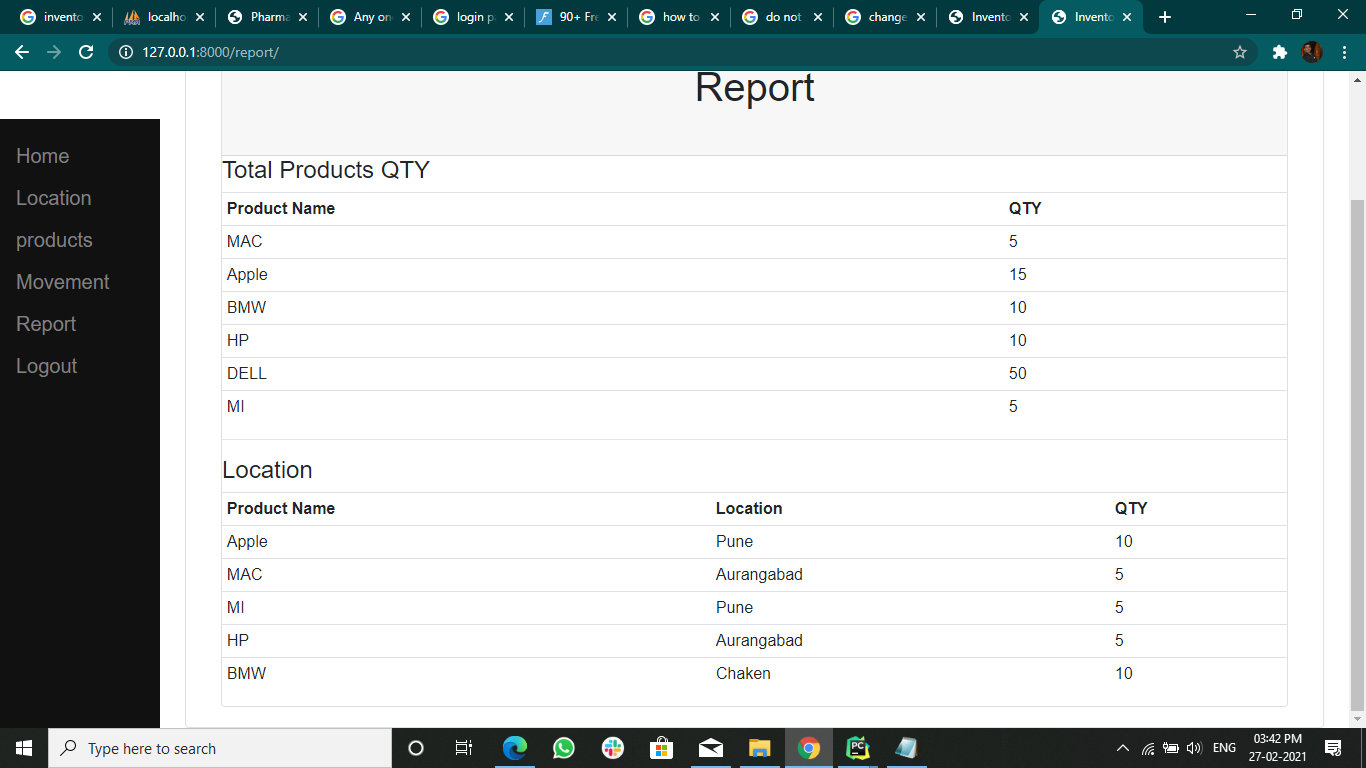 invento
localho
Pharma
Any on
login p
90+ Fre
how to
do not
change
Invento
Invento
127.0.0.1:8000/report/
Report
Home
Location
products
Movement
Report
Logout
Total Products QTY
Product Name QTY
MAC 5
Apple 15
BMW 10
HP 10
DELL 50
MI 5
Location
Product Name Location QTY
Apple Pune 10
MAC Aurangabad 5
MI Pune 5
HP Aurangabad 5
BMW Chaken 10
Type here to search
ENG
03:42 PM
27-02-2021